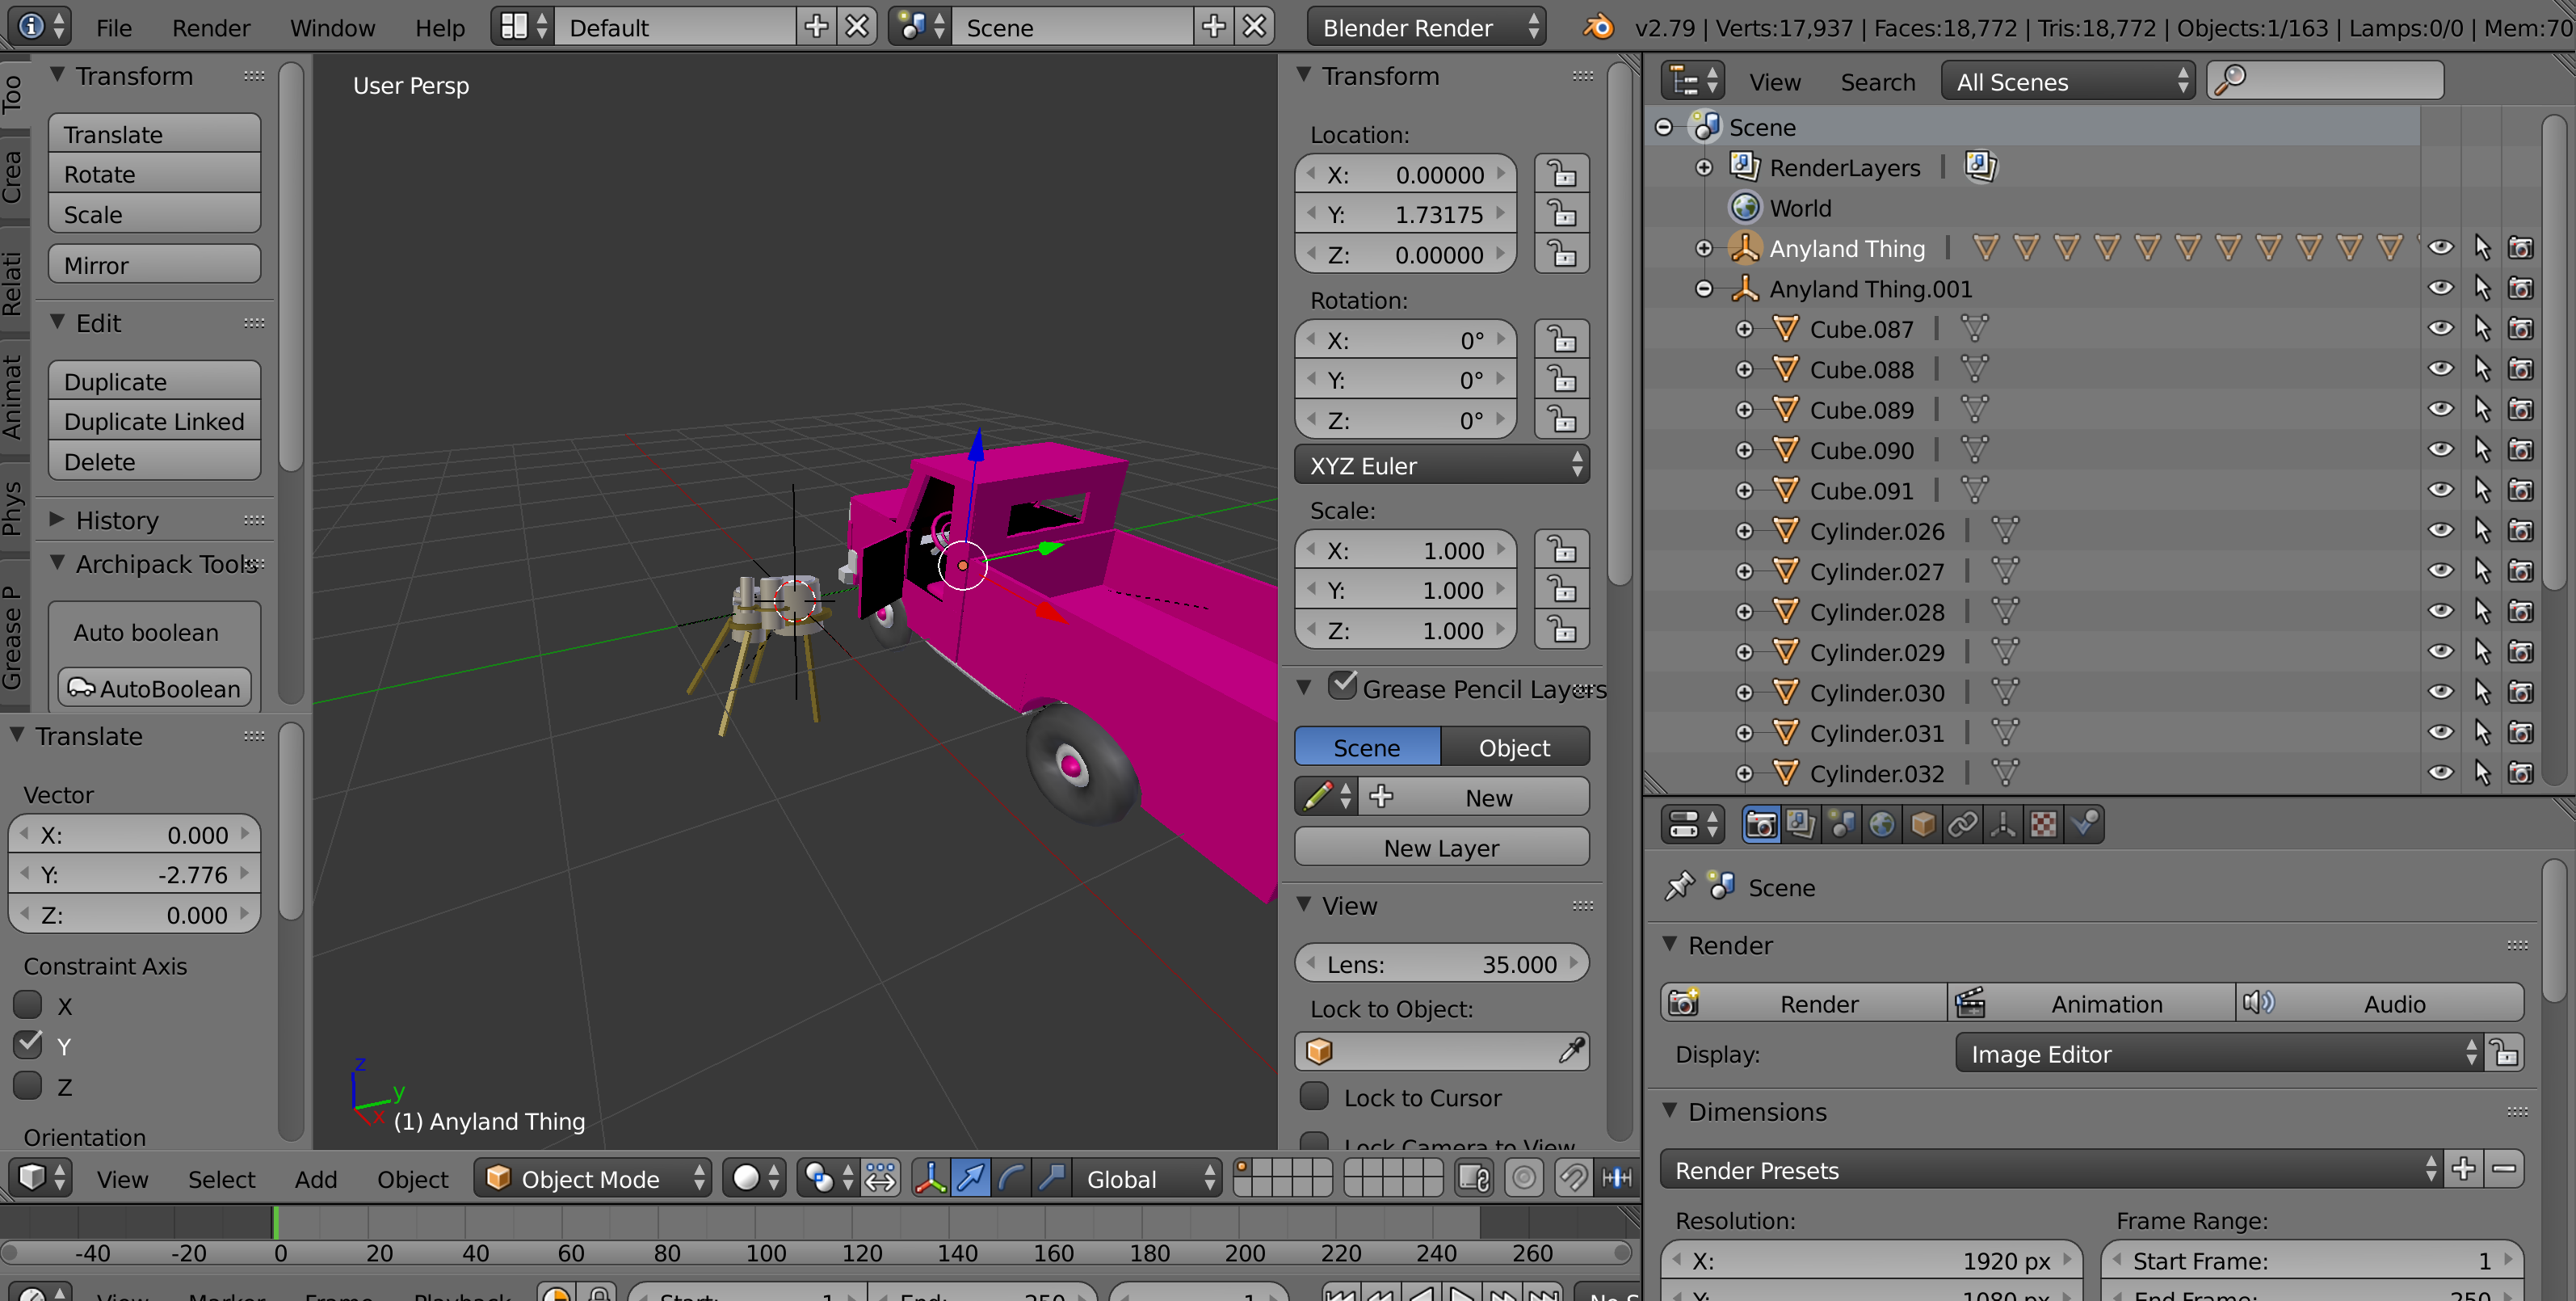 File Render Window Help Default Scene Blender Render v2.79 | Verts:17,937 | Faces:18,772 | Tris:18,772 | Objects:1/163 | Lamps:0/0 | Mem:70
Too
Crea
Relati
Animat
Phys
Grease P
Transform
Translate
Rotate
Scale
Mirror
Edit
Duplicate
Duplicate Linked
Delete
History
Archipack Tools
Auto boolean
AutoBoolean
Translate
Vector
X: 0.000
Y: -2.776
Z: 0.000
Constraint Axis
X
Y
Z
Orientation
User Persp
z
y
x
(1) Anyland Thing
Transform
Location:
X: 0.00000
Y: 1.73175
Z: 0.00000
Rotation:
X: 0°
Y: 0°
Z: 0°
XYZ Euler
Scale:
X: 1.000
Y: 1.000
Z: 1.000
Grease Pencil Layers
Scene Object
New
New Layer
View
Lens: 35.000
Lock to Object:
Lock to Cursor
Lock Camera to View
View Select Add Object Object Mode Global
-40 -20 0 20 40 60 80 100 120 140 160 180 200 220 240 260
View Marker Frame Playback Start: 1 End: 250 1 No S
View Search All Scenes
Scene
RenderLayers |
World
Anyland Thing |
Anyland Thing.001
Cube.087 |
Cube.088 |
Cube.089 |
Cube.090 |
Cube.091 |
Cylinder.026 |
Cylinder.027 |
Cylinder.028 |
Cylinder.029 |
Cylinder.030 |
Cylinder.031 |
Cylinder.032 |
Scene
Render
Render Animation Audio
Display: Image Editor
Dimensions
Render Presets
Resolution: Frame Range:
X: 1920 px Start Frame: 1
Y: 1080 px End Frame: 250